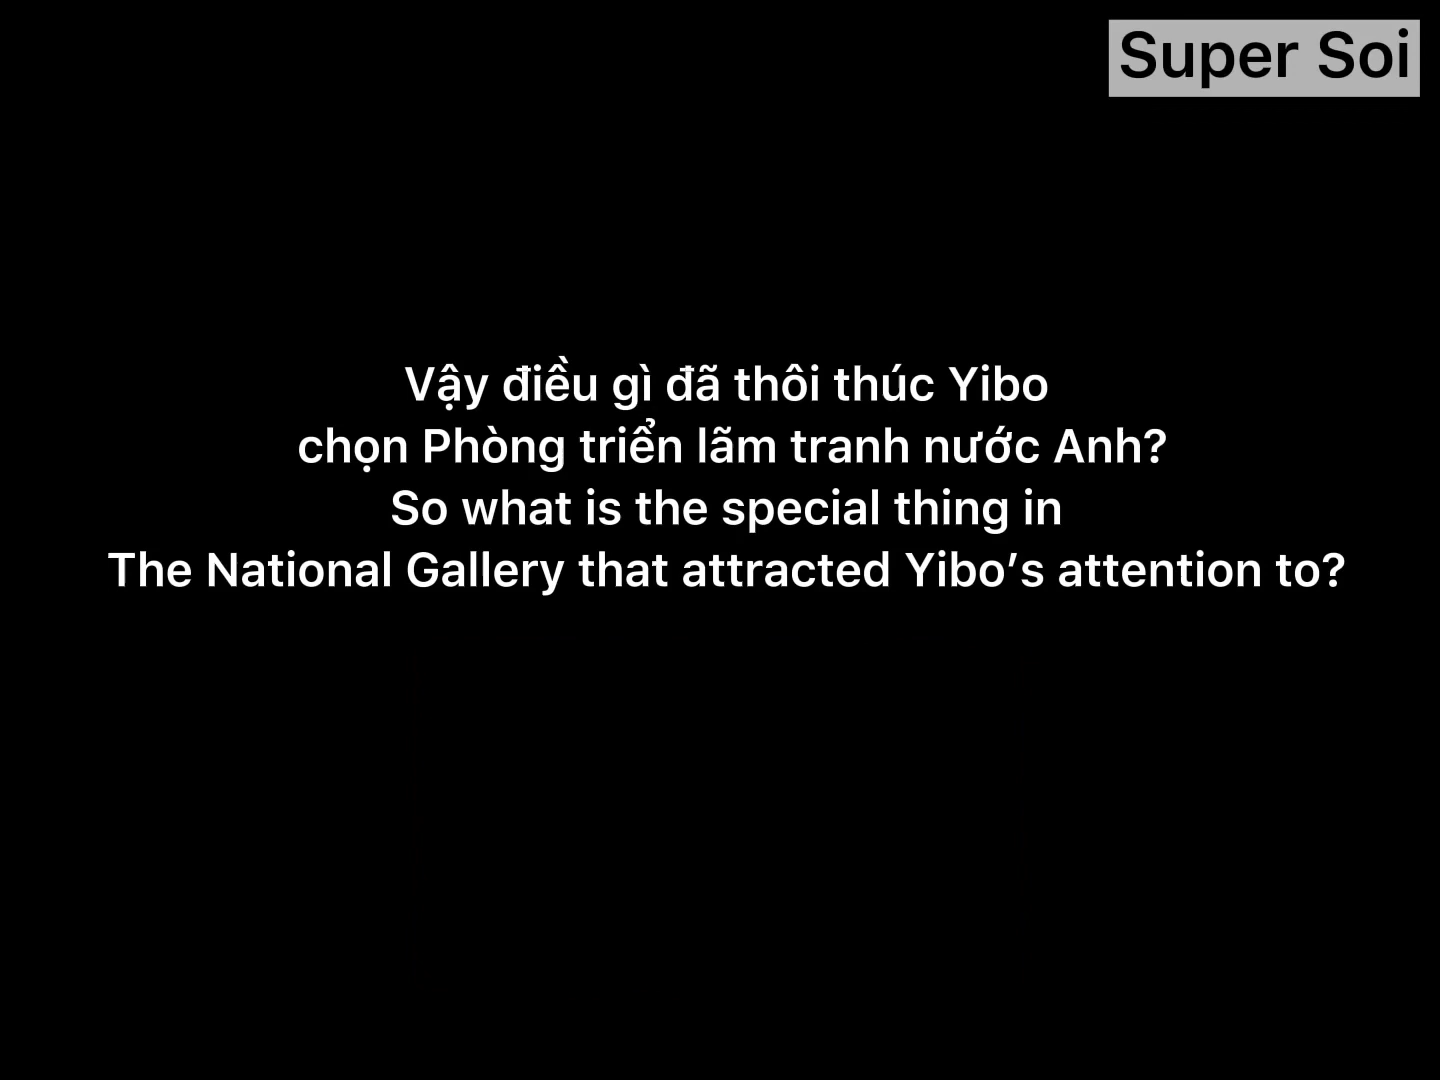 Super Soi
Vậy điều gì đã thôi thúc Yibo
chọn Phòng triển lãm tranh nước Anh?
So what is the special thing in
The National Gallery that attracted Yibo’s attention to?